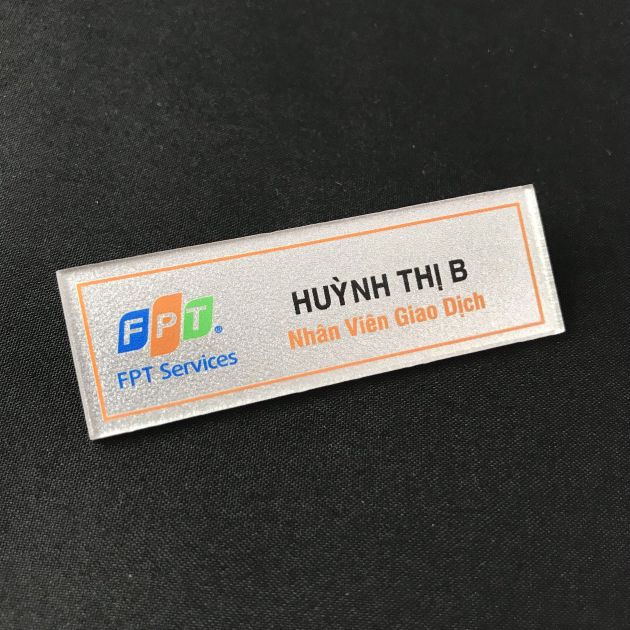 FPT®
FPT Services
HUỲNH THỊ B
Nhân Viên Giao Dịch